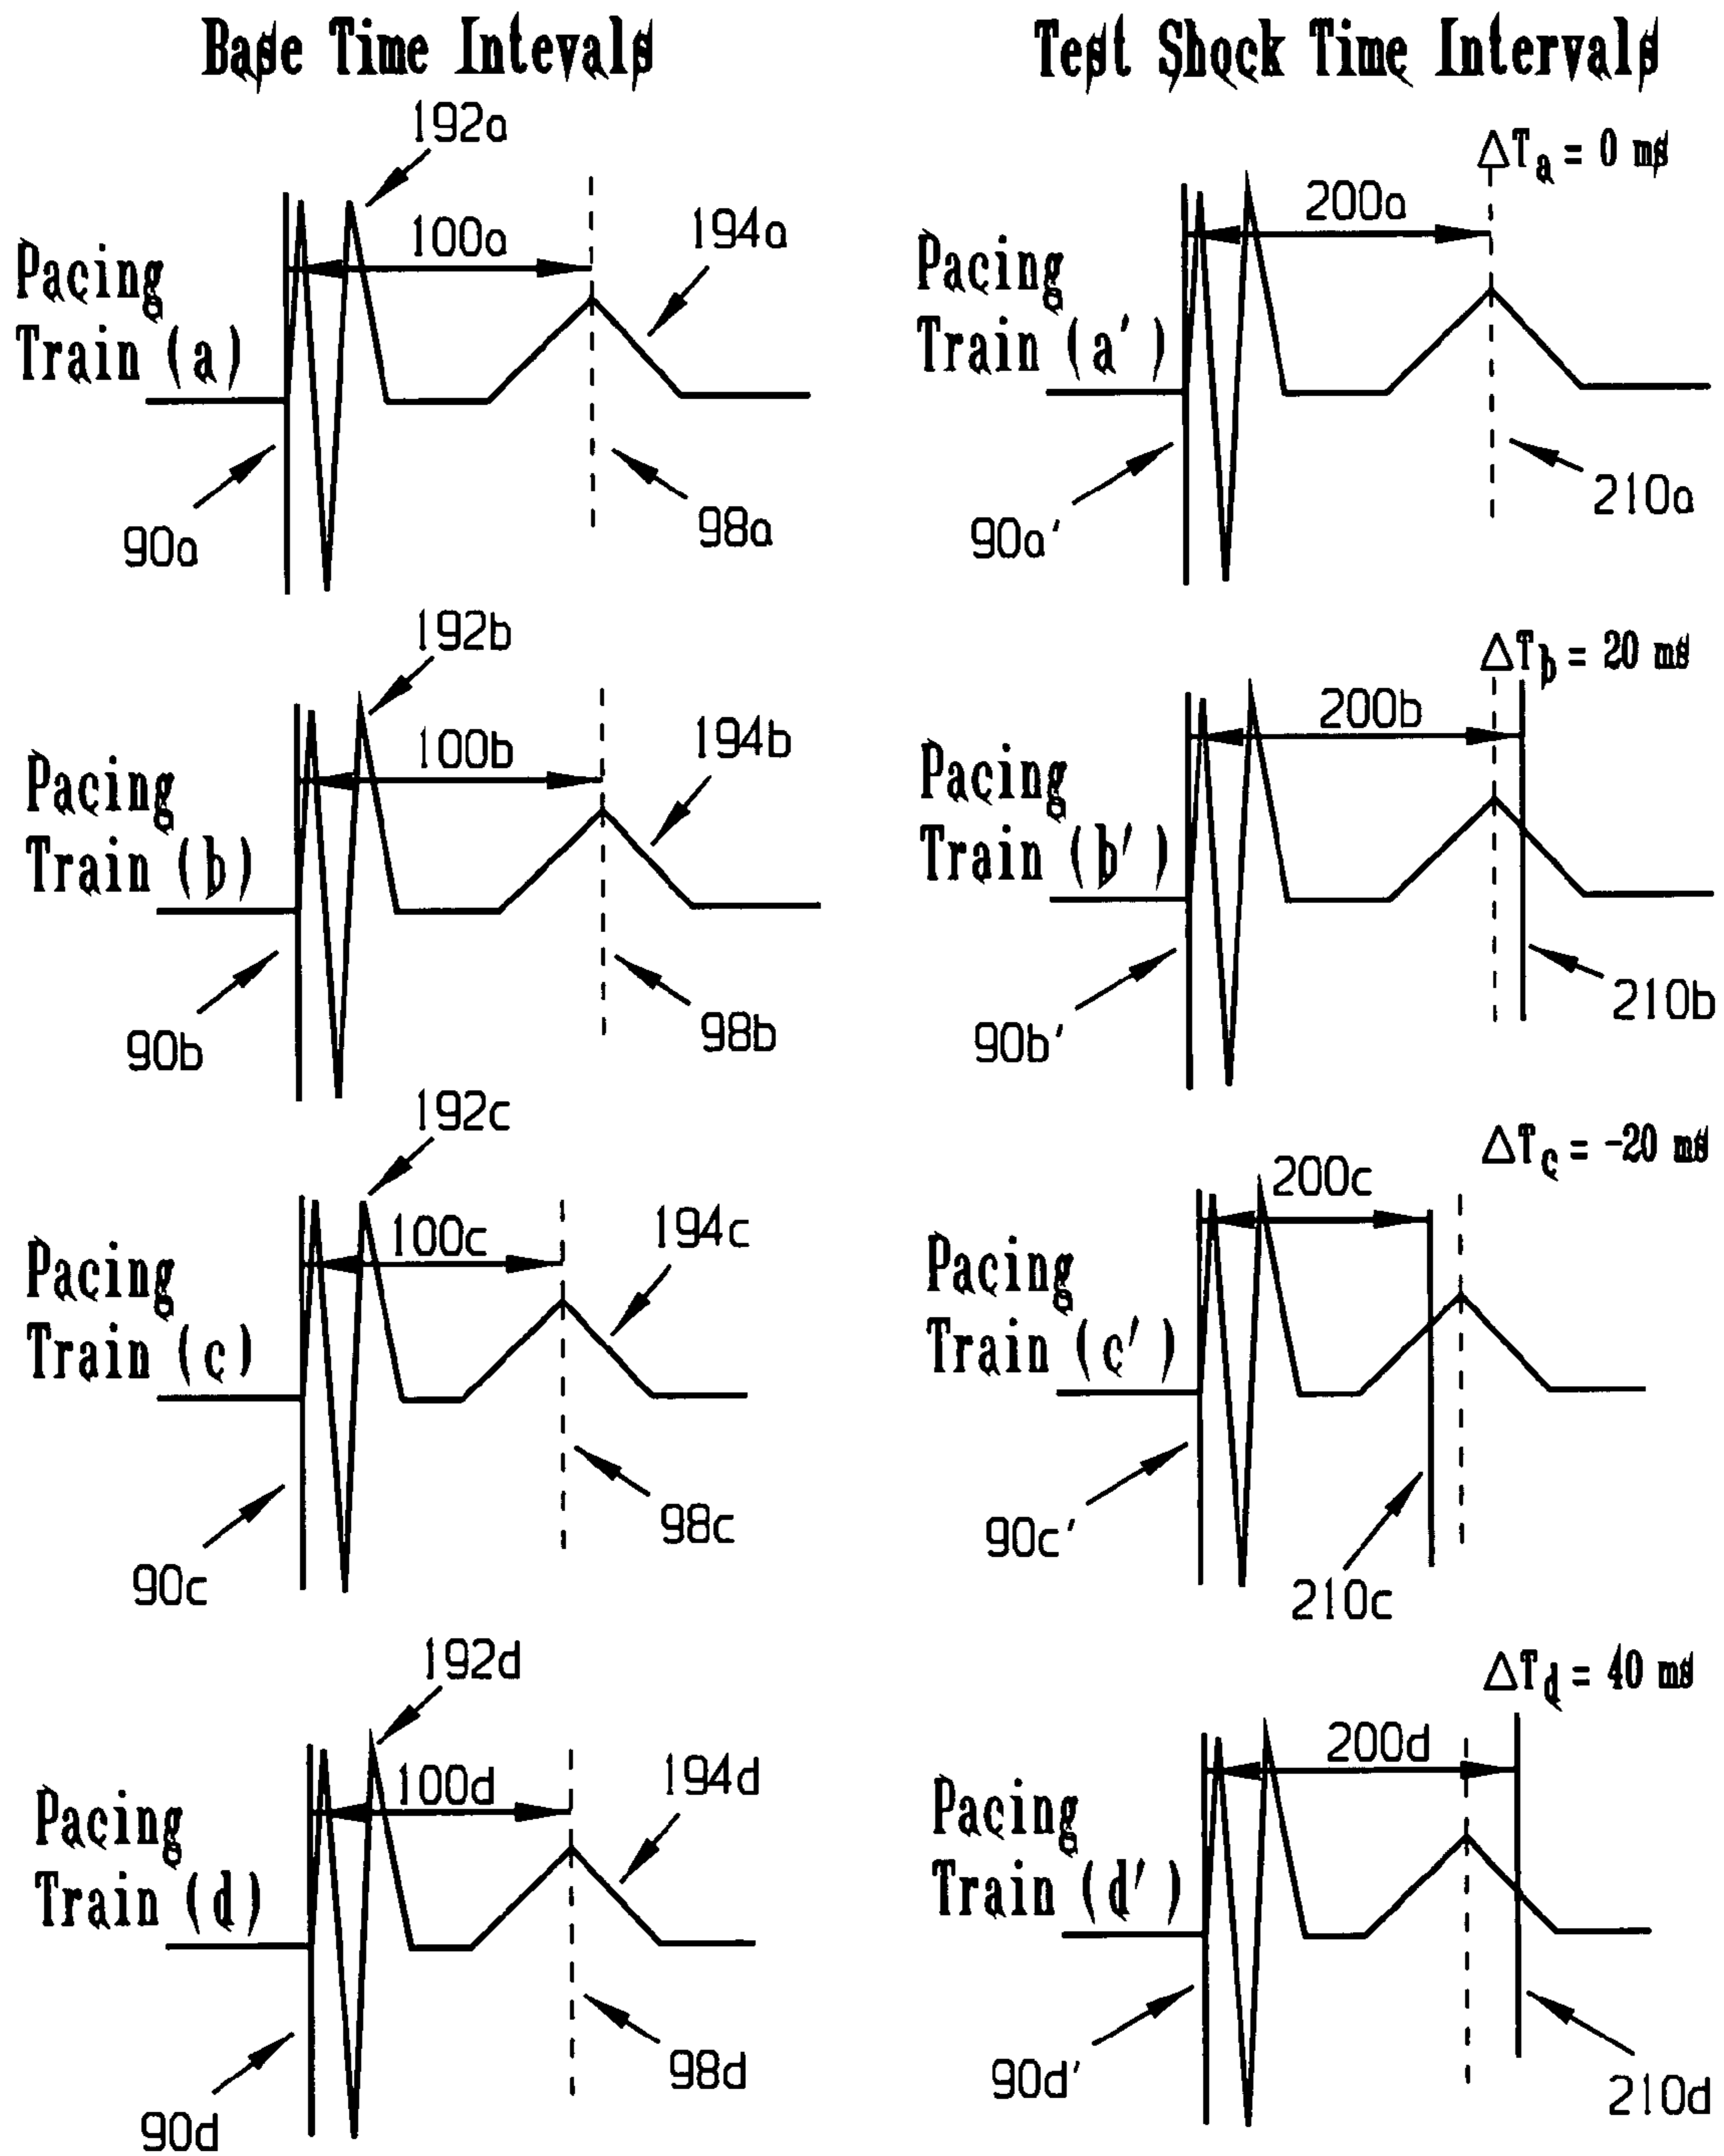 Base Time Intevals
Test Shock Time Intervals
192a
100a
194a
Pacing
Train (a)
90a
98a
ΔTa = 0 ms
200a
Pacing
Train (a')
90a'
210a
192b
100b
194b
Pacing
Train (b)
90b
98b
ΔTb = 20 ms
200b
Pacing
Train (b')
90b'
210b
192c
100c
194c
Pacing
Train (c)
90c
98c
ΔTc = -20 ms
200c
Pacing
Train (c')
90c'
210c
192d
100d
194d
Pacing
Train (d)
90d
98d
ΔTd = 40 ms
200d
Pacing
Train (d')
90d'
210d